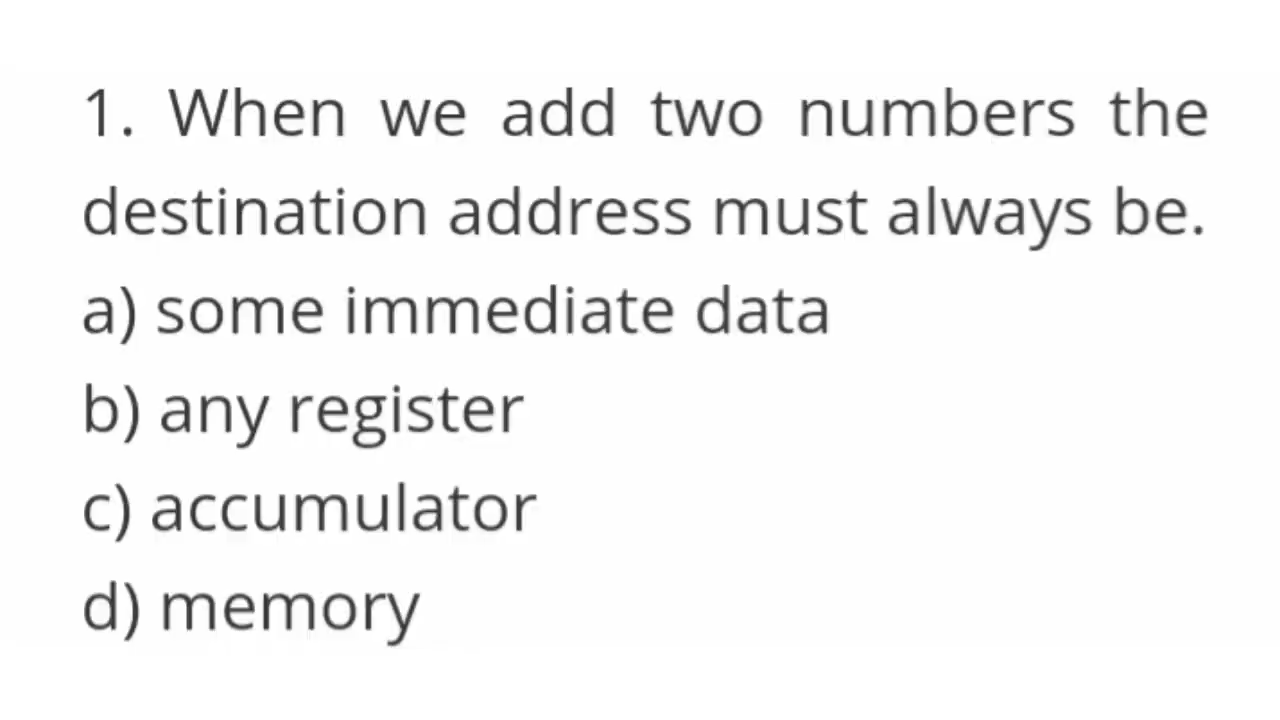 1. When we add two numbers the
destination address must always be.
a) some immediate data
b) any register
c) accumulator
d) memory